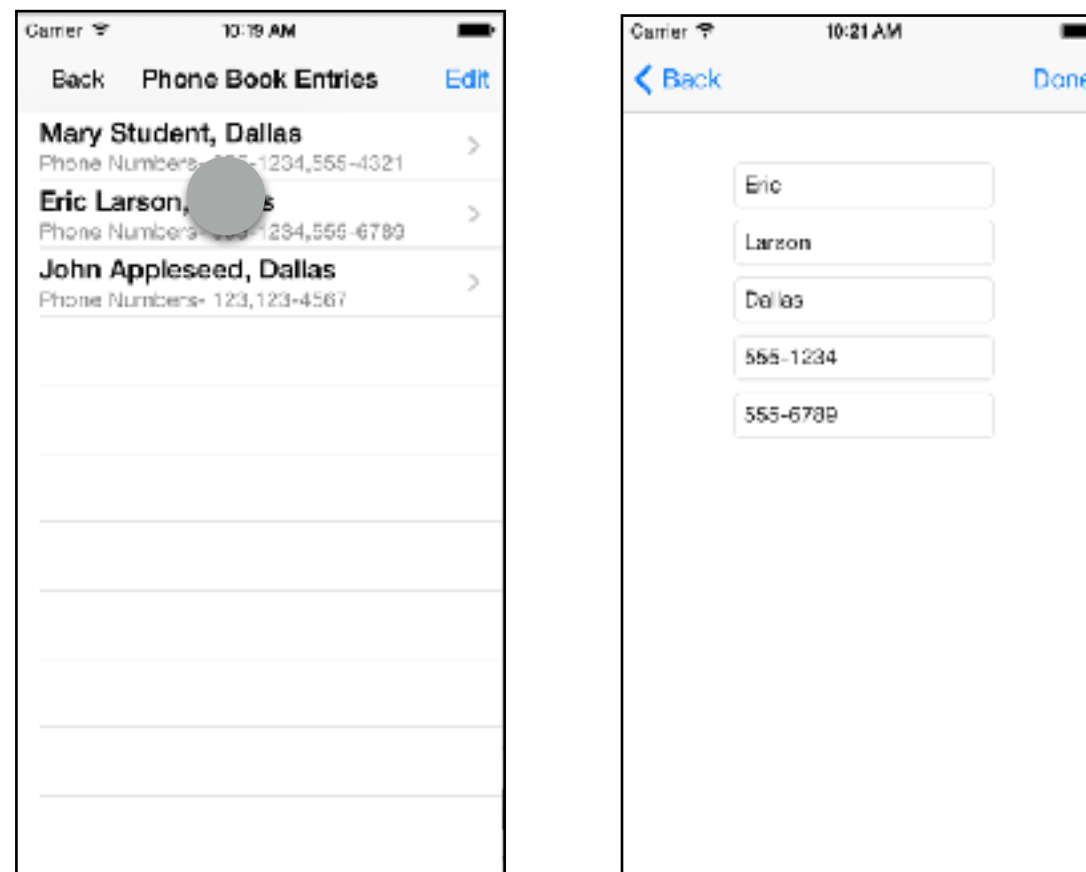 Carrier 10:19 AM
Back Phone Book Entries Edit
Mary Student, Dallas
Phone Numbers- -1234,555-4321
Eric Larson, s
Phone Numbers- -1234,555-6789
John Appleseed, Dallas
Phone Numbers- 123,123-4567
Carrier 10:21 AM
Back Done
Eric
Larson
Dallas
555-1234
555-6789